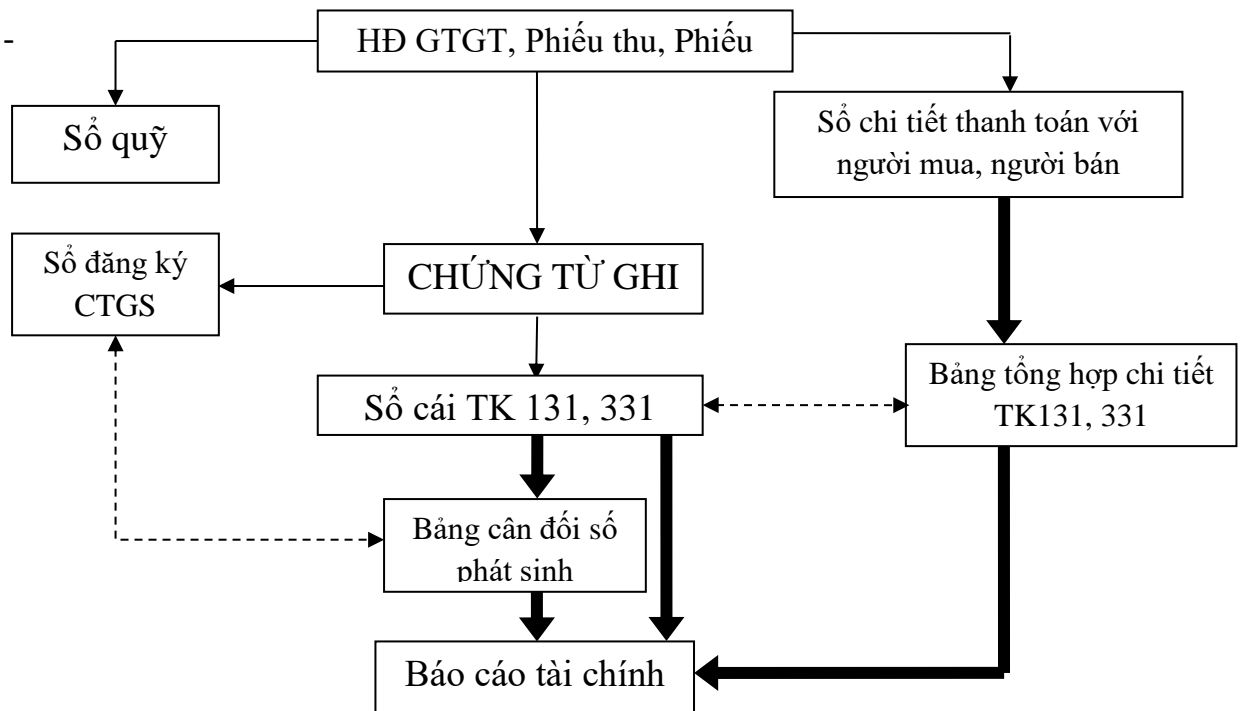 -
HĐ GTGT, Phiếu thu, Phiếu
Sổ quỹ
Sổ chi tiết thanh toán với
người mua, người bán
Sổ đăng ký
CTGS
CHỨNG TỪ GHI
Sổ cái TK 131, 331
Bảng tổng hợp chi tiết
TK131, 331
Bảng cân đối số
phát sinh
Báo cáo tài chính